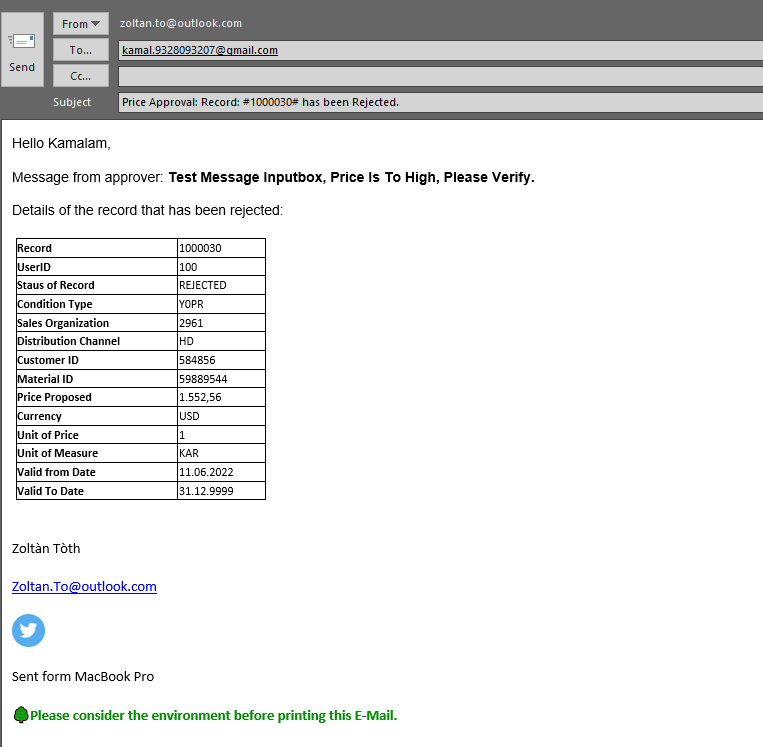 From
zoltan.to@outlook.com
Send
To...
kamal.9328093207@gmail.com
Cc...
Subject
Price Approval: Record: #1000030# has been Rejected.
Hello Kamalam,
Message from approver: Test Message Inputbox, Price Is To High, Please Verify.
Details of the record that has been rejected:
Record 1000030
UserID 100
Staus of Record REJECTED
Condition Type Y0PR
Sales Organization 2961
Distribution Channel HD
Customer ID 584856
Material ID 59889544
Price Proposed 1.552,56
Currency USD
Unit of Price 1
Unit of Measure KAR
Valid from Date 11.06.2022
Valid To Date 31.12.9999
Zoltàn Tòth
Zoltan.To@outlook.com
Sent form MacBook Pro
Please consider the environment before printing this E-Mail.